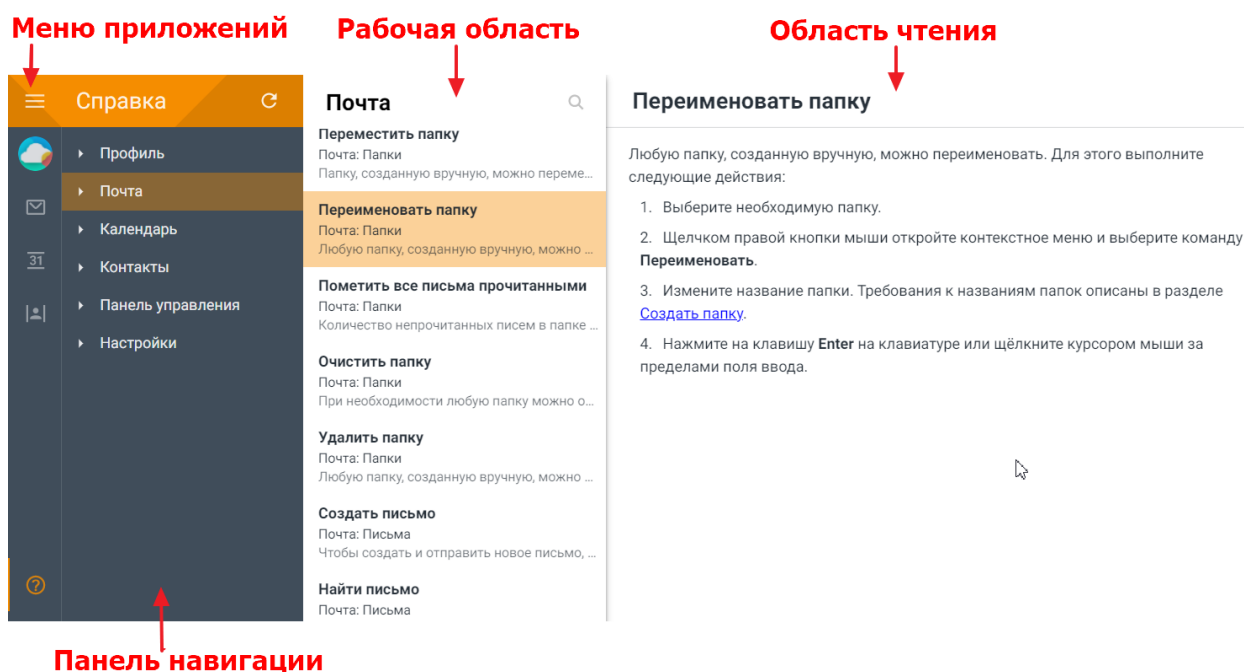 Меню приложений
Рабочая область
Область чтения
Справка
31
Профиль
Почта
Календарь
Контакты
Панель управления
Настройки
?
Почта
Переместить папку
Почта: Папки
Папку, созданную вручную, можно переме...
Переименовать папку
Почта: Папки
Любую папку, созданную вручную, можно ...
Пометить все письма прочитанными
Почта: Папки
Количество непрочитанных писем в папке ...
Очистить папку
Почта: Папки
При необходимости любую папку можно о...
Удалить папку
Почта: Папки
Любую папку, созданную вручную, можно ...
Создать письмо
Почта: Письма
Чтобы создать и отправить новое письмо, ...
Найти письмо
Почта: Письма
Переименовать папку
Любую папку, созданную вручную, можно переименовать. Для этого выполните
следующие действия:
1. Выберите необходимую папку.
2. Щелчком правой кнопки мыши откройте контекстное меню и выберите команду
Переименовать.
3. Измените название папки. Требования к названиям папок описаны в разделе
Создать папку.
4. Нажмите на клавишу Enter на клавиатуре или щёлкните курсором мыши за
пределами поля ввода.
Панель навигации